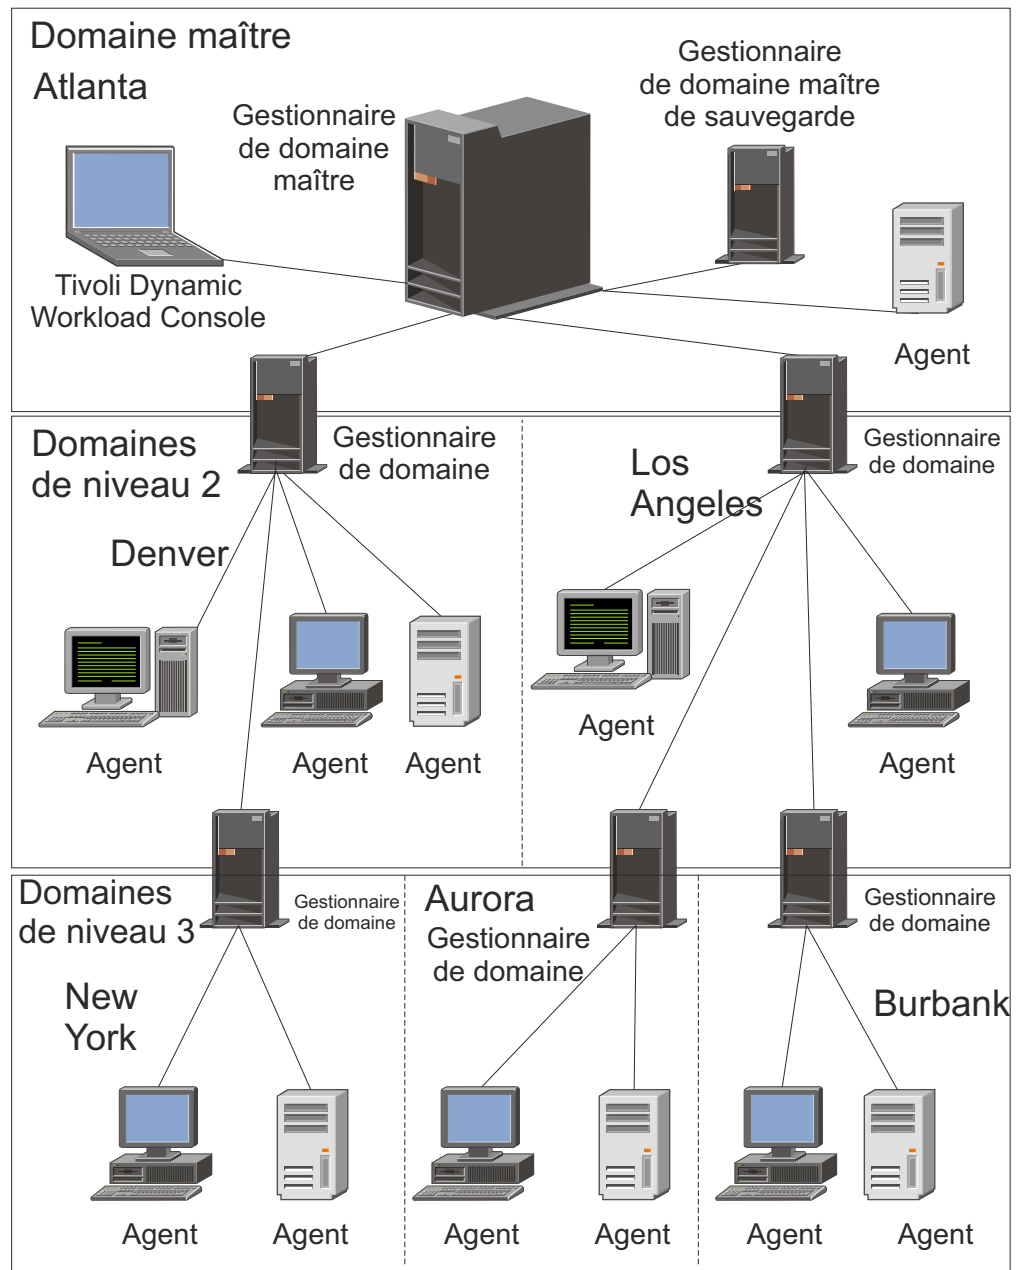 Domaine maître
Atlanta
Gestionnaire
de domaine
maître
Gestionnaire
de domaine maître
de sauvegarde
Tivoli Dynamic
Workload Console
Agent
Domaines
de niveau 2
Gestionnaire
de domaine
Denver
Los
Angeles
Gestionnaire
de domaine
Agent
Agent
Agent
Agent
Agent
Domaines
de niveau 3
Gestionnaire
de domaine
New
York
Aurora
Gestionnaire
de domaine
Gestionnaire
de domaine
Burbank
Agent
Agent
Agent
Agent
Agent
Agent